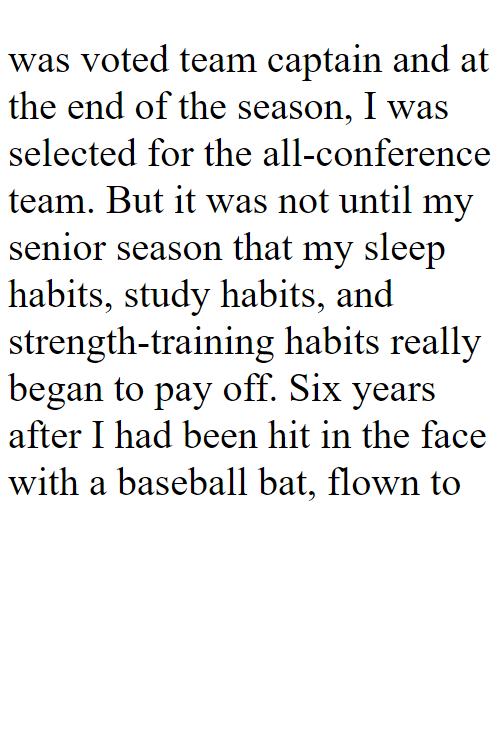 was voted team captain and at
the end of the season, I was
selected for the all-conference
team. But it was not until my
senior season that my sleep
habits, study habits, and
strength-training habits really
began to pay off. Six years
after I had been hit in the face
with a baseball bat, flown to